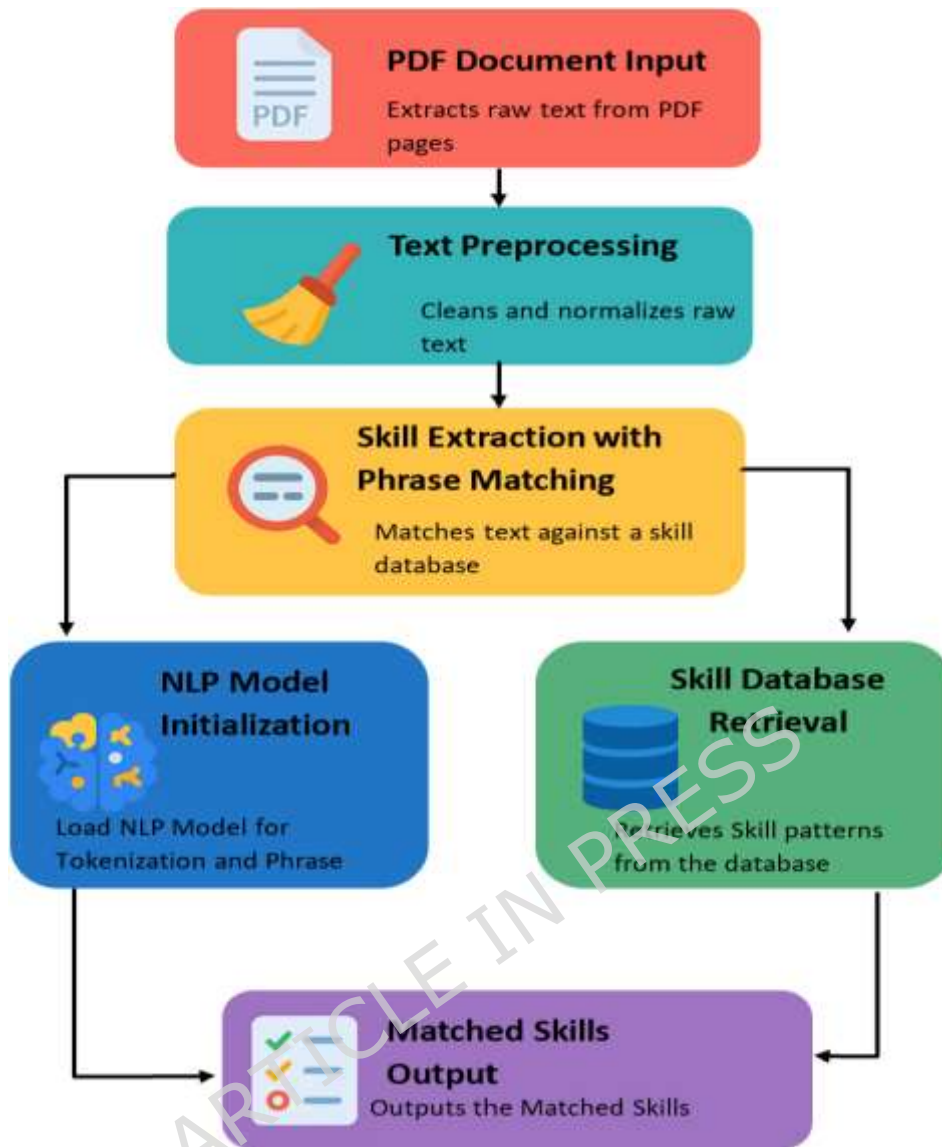 PDF
PDF Document Input
Extracts raw text from PDF
pages
Text Preprocessing
Cleans and normalizes raw
text
Skill Extraction with
Phrase Matching
Matches text against a skill
database
NLP Model
Initialization
Load NLP Model for
Tokenization and Phrase
Skill Database
Retrieval
Retrieves Skill patterns
from the database
Matched Skills
Output
Outputs the Matched Skills
ARTICLE IN PRESS